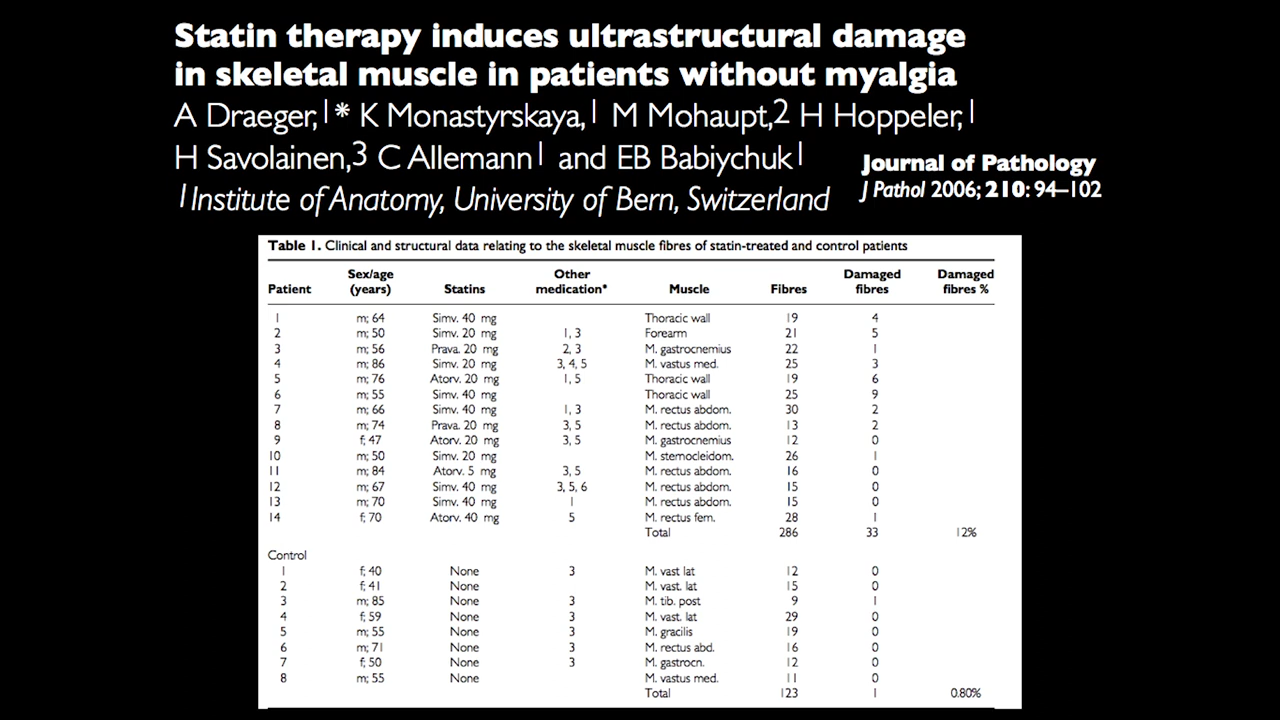 Statin therapy induces ultrastructural damage
in skeletal muscle in patients without myalgia
A Draeger,1* K Monastyrskaya,1 M Mohaupt,2 H Hoppeler,1
H Savolainen,3 C Allemann1 and EB Babiychuk1
1Institute of Anatomy, University of Bern, Switzerland
Journal of Pathology
J Pathol 2006; 210: 94–102
Table 1. Clinical and structural data relating to the skeletal muscle fibres of statin-treated and control patients
Patient Sex/age (years) Statins Other medication* Muscle Fibres Damaged fibres Damaged fibres %
1 m; 64 Simv. 40 mg Thoracic wall 19 4
2 m; 50 Simv. 20 mg 1, 3 Forearm 21 5
3 m; 56 Prava. 20 mg 2, 3 M. gastrocnemius 22 1
4 m; 86 Simv. 20 mg 3, 4, 5 M. vastus med. 25 3
5 m; 76 Atorv. 20 mg 1, 5 Thoracic wall 19 6
6 m; 55 Simv. 40 mg Thoracic wall 25 9
7 m; 66 Simv. 40 mg 1, 3 M. rectus abdom. 30 2
8 m; 74 Prava. 20 mg 3, 5 M. rectus abdom. 13 2
9 f; 47 Atorv. 20 mg 3, 5 M. gastrocnemius 12 0
10 m; 50 Simv. 20 mg M. sternocleidom. 26 1
11 m; 84 Atorv. 5 mg 3, 5 M. rectus abdom. 16 0
12 m; 67 Simv. 40 mg 3, 5, 6 M. rectus abdom. 15 0
13 m; 70 Simv. 40 mg 1 M. rectus abdom. 15 0
14 f; 70 Atorv. 40 mg 5 M. rectus fem. 28 1
Total 286 33 12%
Control
1 f; 40 None 3 M. vast lat 12 0
2 f; 41 None M. vast. lat 15 0
3 m; 85 None 3 M. tib. post 9 1
4 f; 59 None 3 M. vast. lat 29 0
5 m; 55 None 3 M. gracilis 19 0
6 m; 71 None 3 M. rectus abd. 16 0
7 f; 50 None 3 M. gastrocn. 12 0
8 m; 55 None M. vastus med. 11 0
Total 123 1 0.80%